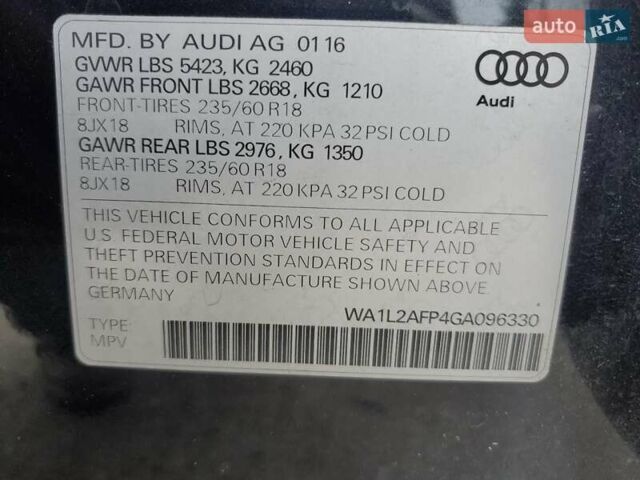 auto RIA.com
MFD. BY AUDI AG 0116
GVWR LBS 5423, KG 2460
GAWR FRONT LBS 2668, KG 1210
FRONT-TIRES 235/60 R18
8JX18 RIMS, AT 220 KPA 32 PSI COLD
GAWR REAR LBS 2976, KG 1350
REAR-TIRES 235/60 R18
8JX18 RIMS, AT 220 KPA 32 PSI COLD
Audi
THIS VEHICLE CONFORMS TO ALL APPLICABLE
U.S. FEDERAL MOTOR VEHICLE SAFETY AND
THEFT PREVENTION STANDARDS IN EFFECT ON
THE DATE OF MANUFACTURE SHOWN ABOVE.
GERMANY
WA1L2AFP4GA096330
TYPE:
MPV